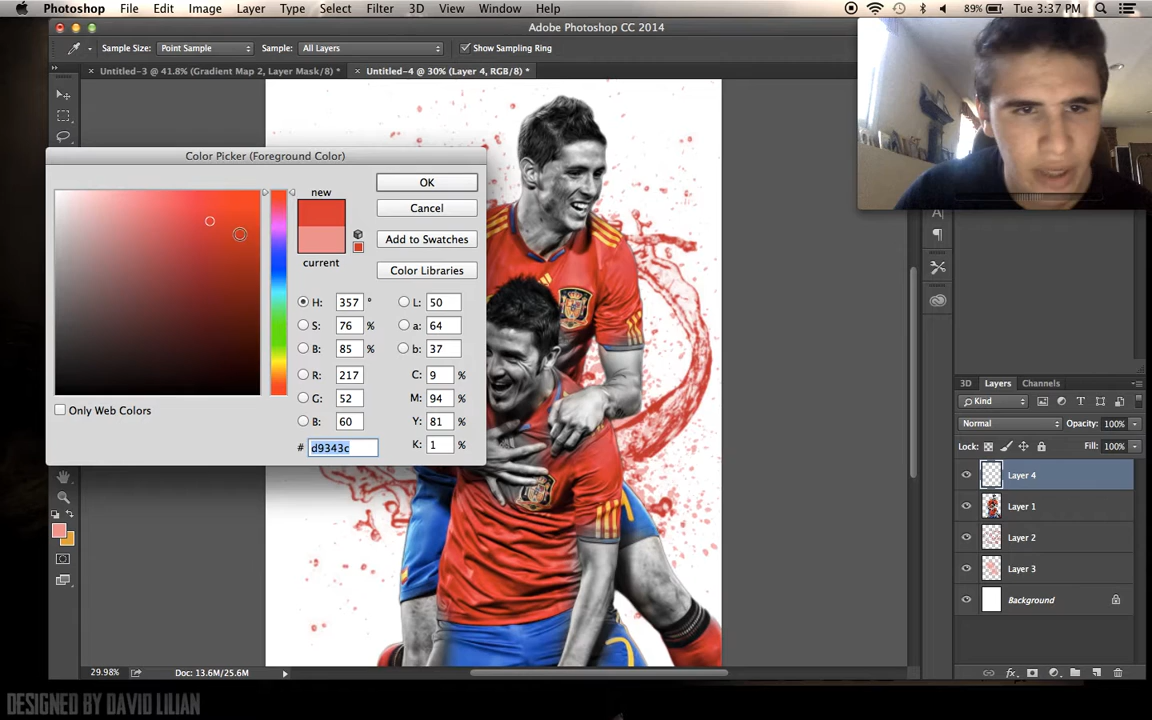 Photoshop File Edit Image Layer Type Select Filter 3D View Window Help 89% Tue 3:37 PM
Adobe Photoshop CC 2014
Sample Size: Point Sample Sample: All Layers Show Sampling Ring
Untitled-3 @ 41.8% (Gradient Map 2, Layer Mask/8) * Untitled-4 @ 30% (Layer 4, RGB/8) *
Color Picker (Foreground Color)
new
OK
Cancel
Add to Swatches
current
Color Libraries
H: 357 ° L: 50
S: 76 % a: 64
B: 85 % b: 37
R: 217 C: 9 %
G: 52 M: 94 %
B: 60 Y: 81 %
# d9343c K: 1 %
Only Web Colors
3D Layers Channels
Kind
Normal Opacity: 100%
Lock: Fill: 100%
Layer 4
Layer 1
Layer 2
Layer 3
Background
29.98% Doc: 13.6M/25.6M
DESIGNED BY DAVID LILIAN